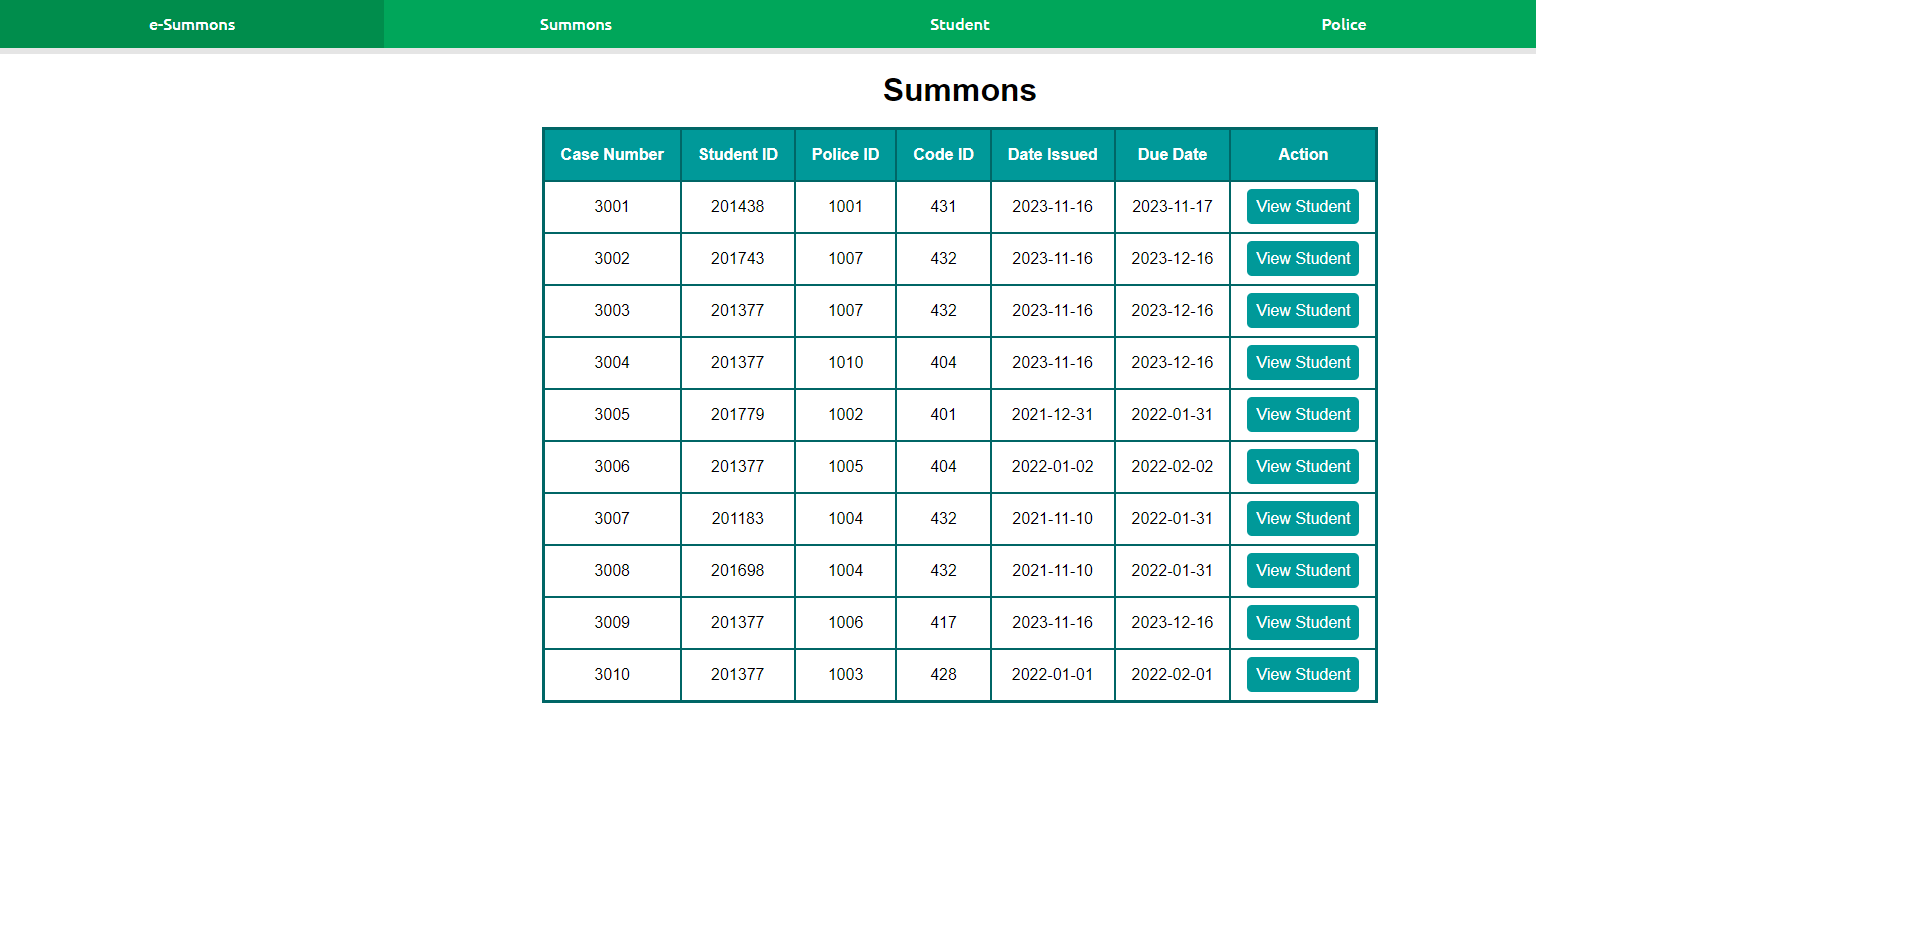 e-Summons Summons Student Police
Summons
Case Number Student ID Police ID Code ID Date Issued Due Date Action
3001 201438 1001 431 2023-11-16 2023-11-17 View Student
3002 201743 1007 432 2023-11-16 2023-12-16 View Student
3003 201377 1007 432 2023-11-16 2023-12-16 View Student
3004 201377 1010 404 2023-11-16 2023-12-16 View Student
3005 201779 1002 401 2021-12-31 2022-01-31 View Student
3006 201377 1005 404 2022-01-02 2022-02-02 View Student
3007 201183 1004 432 2021-11-10 2022-01-31 View Student
3008 201698 1004 432 2021-11-10 2022-01-31 View Student
3009 201377 1006 417 2023-11-16 2023-12-16 View Student
3010 201377 1003 428 2022-01-01 2022-02-01 View Student